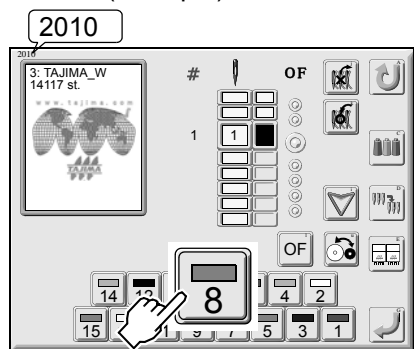 2010
2010
3: TAJIMA_W
14117 st.
www.tajima.com
TAJIMA
# OF
1 1
OF
14 12 4 2
8
15 9 7 5 3 1